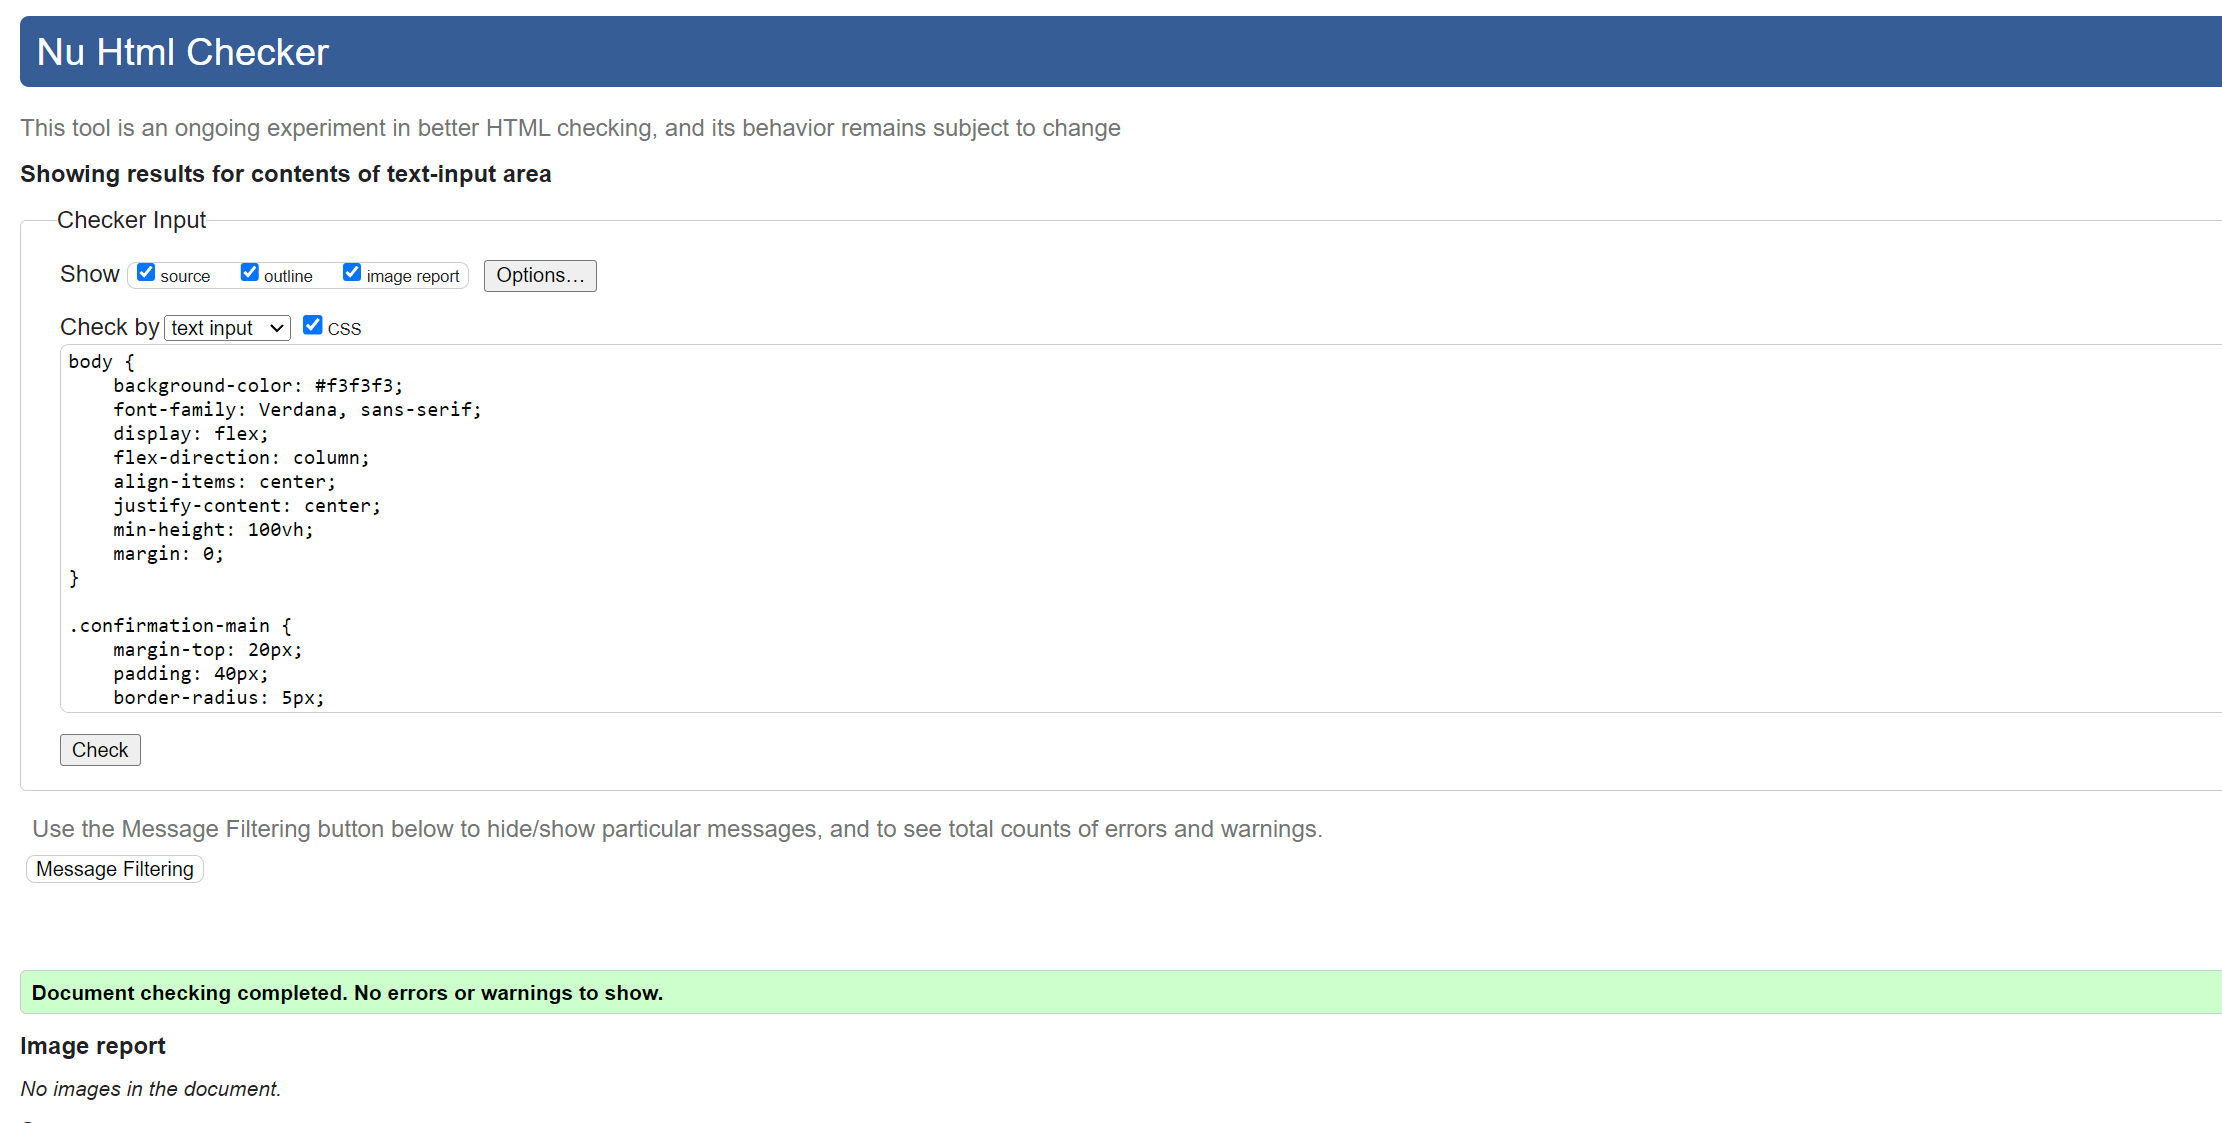 Nu Html Checker
This tool is an ongoing experiment in better HTML checking, and its behavior remains subject to change
Showing results for contents of text-input area
Checker Input
Show source outline image report Options...
Check by text input CSS
body {
    background-color: #f3f3f3;
    font-family: Verdana, sans-serif;
    display: flex;
    flex-direction: column;
    align-items: center;
    justify-content: center;
    min-height: 100vh;
    margin: 0;
}
.confirmation-main {
    margin-top: 20px;
    padding: 40px;
    border-radius: 5px;
Check
Use the Message Filtering button below to hide/show particular messages, and to see total counts of errors and warnings.
Message Filtering
Document checking completed. No errors or warnings to show.
Image report
No images in the document.